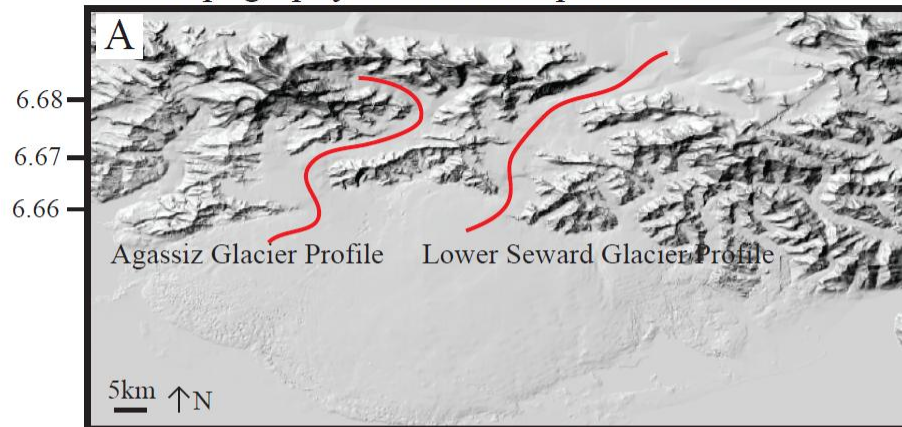 A
6.68
6.67
6.66
Agassiz Glacier Profile
Lower Seward Glacier Profile
5km
N